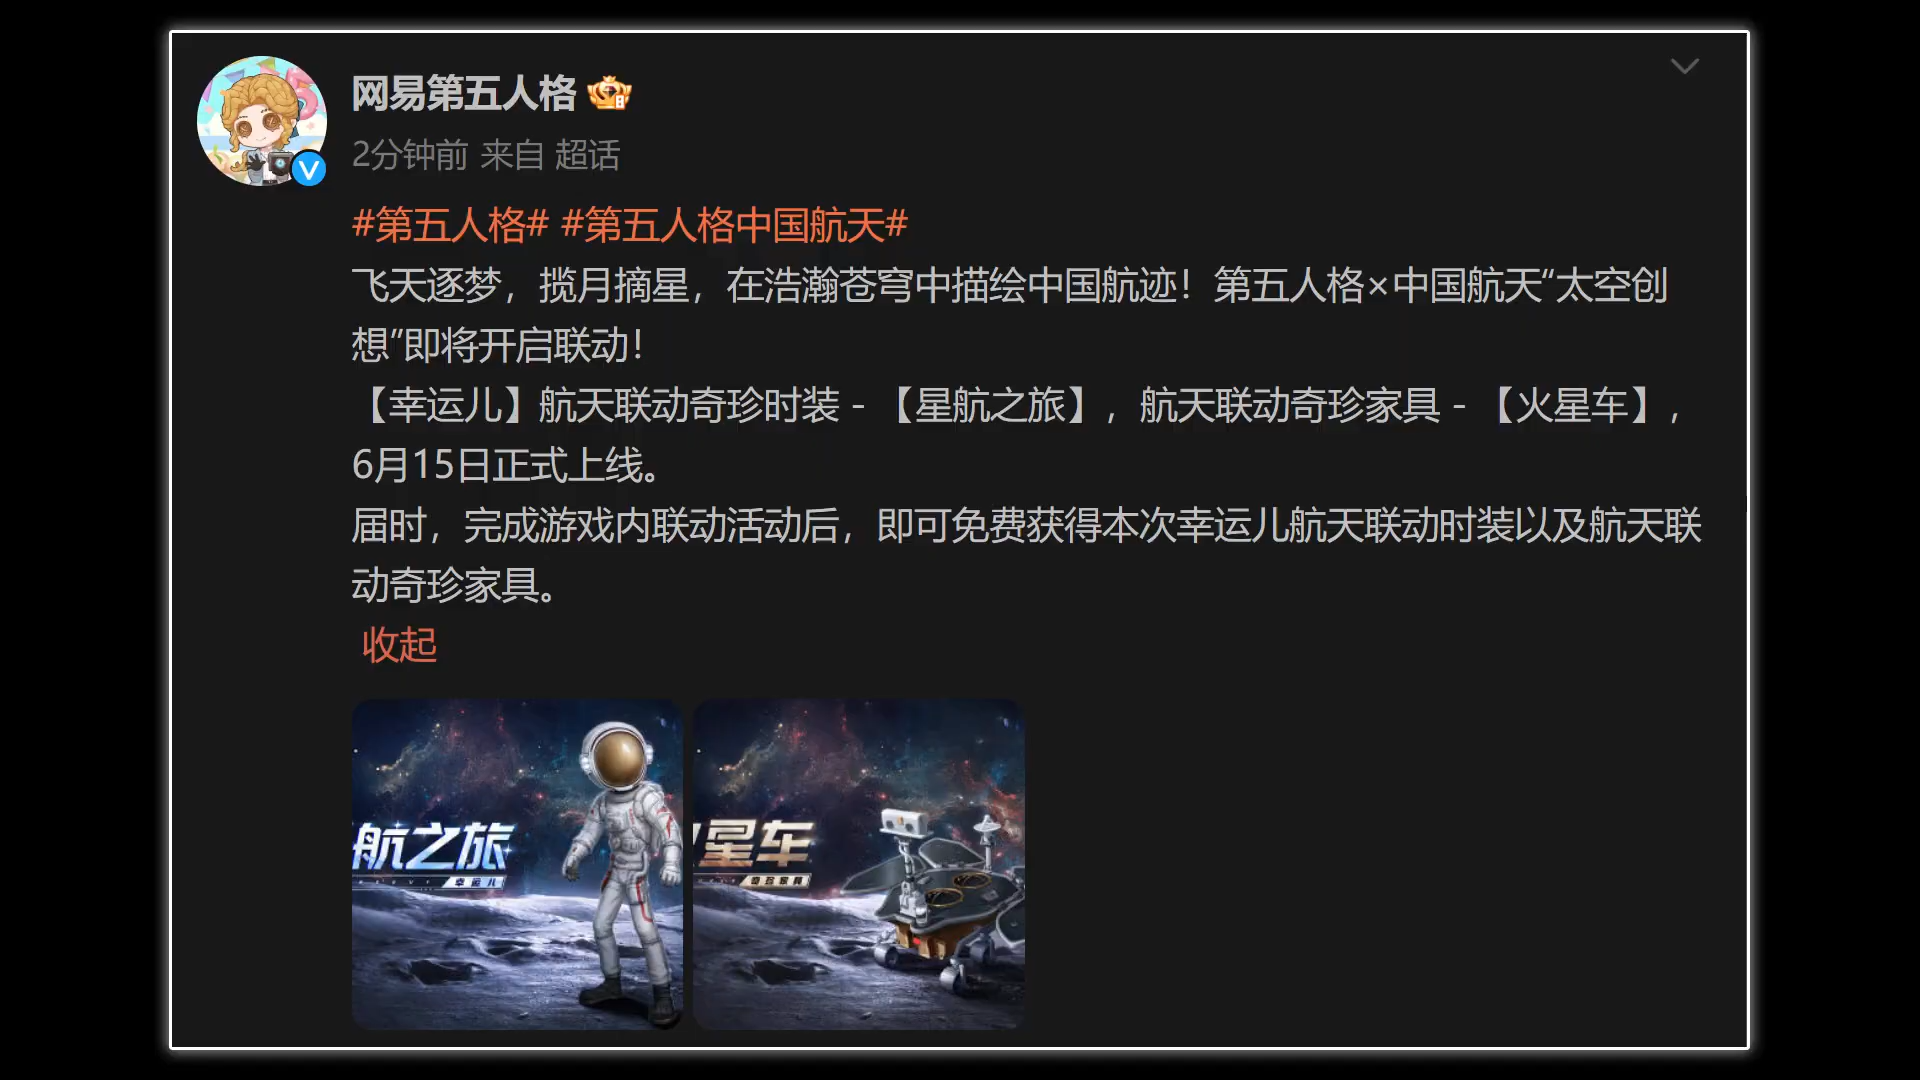 网易第五人格
2分钟前 来自 超话
#第五人格# #第五人格中国航天#
飞天逐梦，揽月摘星，在浩瀚苍穹中描绘中国航迹！第五人格×中国航天“太空创
想”即将开启联动！
【幸运儿】航天联动奇珍时装 - 【星航之旅】，航天联动奇珍家具 - 【火星车】，
6月15日正式上线。
届时，完成游戏内联动活动后，即可免费获得本次幸运儿航天联动时装以及航天联
动奇珍家具。
收起
航之旅
幸运儿
星车
奇珍家具